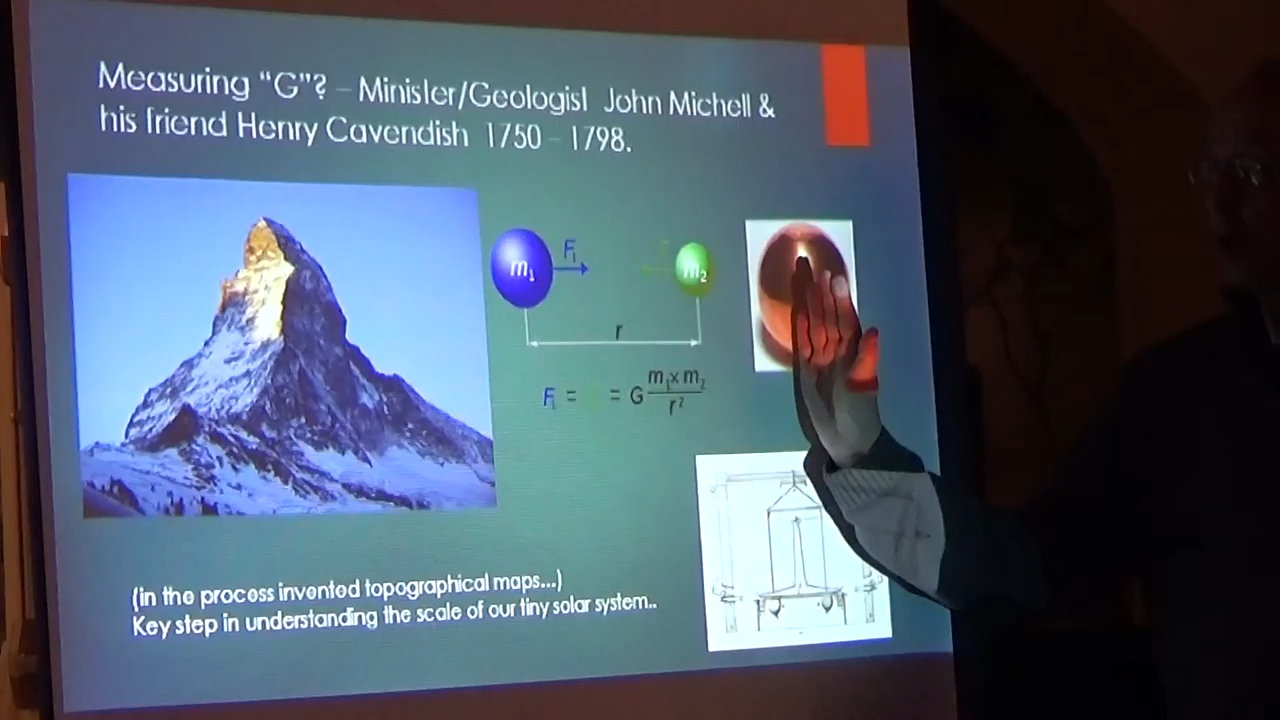 Measuring “G”? – Minister/Geologist John Michell &
his friend Henry Cavendish 1750 – 1798.
m₁ F₁ m₂
r
F₁ = = G m₁ x m₂
r²
(in the process invented topographical maps...)
Key step in understanding the scale of our tiny solar system..